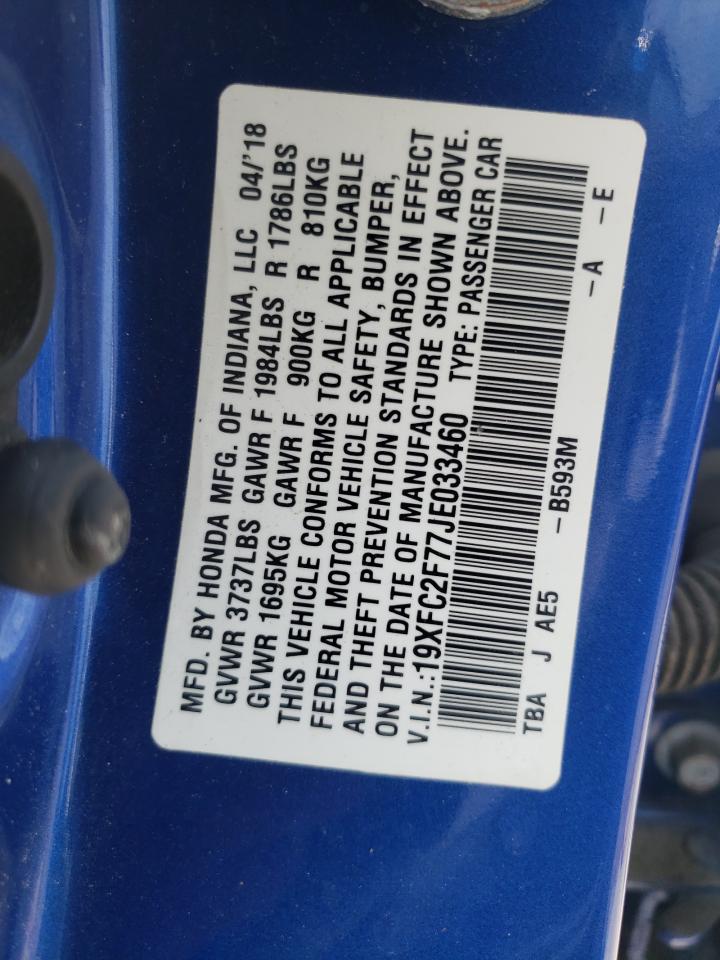 MFD. BY HONDA MFG. OF INDIANA, LLC 04/'18
GVWR 3737LBS GAWR F 1984LBS R 1786LBS
GVWR 1695KG GAWR F 900KG R 810KG
THIS VEHICLE CONFORMS TO ALL APPLICABLE
FEDERAL MOTOR VEHICLE SAFETY, BUMPER,
AND THEFT PREVENTION STANDARDS IN EFFECT
ON THE DATE OF MANUFACTURE SHOWN ABOVE.
V.I.N.:19XFC2F77JE033460 TYPE: PASSENGER CAR
TBA J AE5 -B593M -A -E